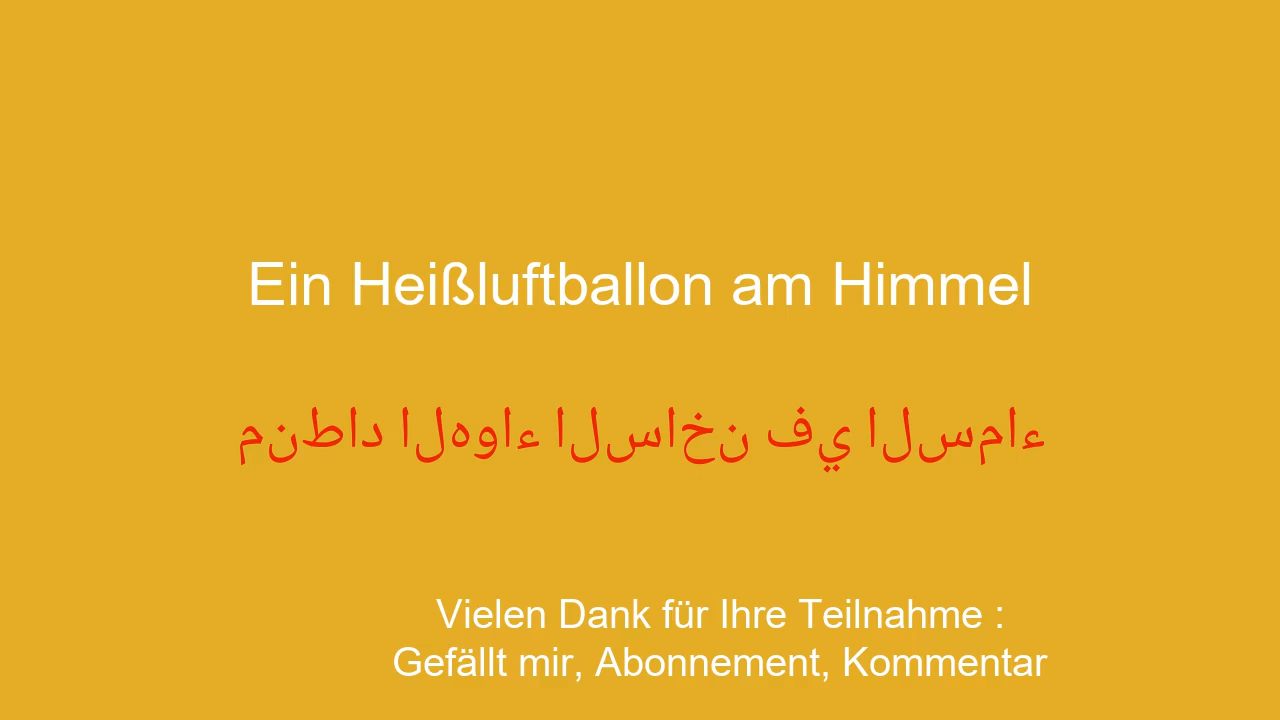 Ein Heißluftballon am Himmel
منطاد الهواء الساخن في السماء
Vielen Dank für Ihre Teilnahme :
Gefällt mir, Abonnement, Kommentar